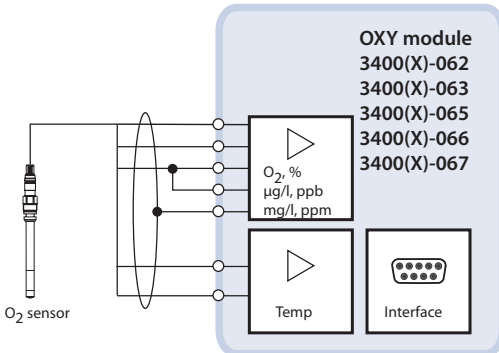 OXY module
3400(X)-062
3400(X)-063
3400(X)-065
3400(X)-066
3400(X)-067
O2, %
µg/l, ppb
mg/l, ppm
O2 sensor
Temp
Interface